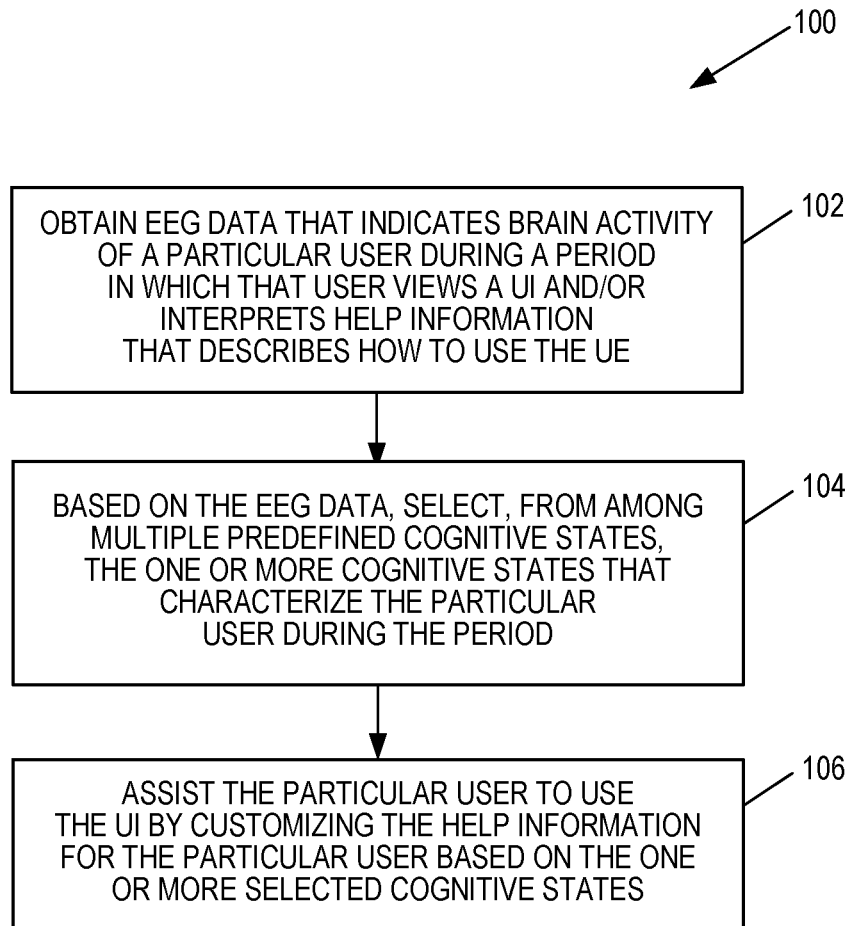 100
102
OBTAIN EEG DATA THAT INDICATES BRAIN ACTIVITY
OF A PARTICULAR USER DURING A PERIOD
IN WHICH THAT USER VIEWS A UI AND/OR
INTERPRETS HELP INFORMATION
THAT DESCRIBES HOW TO USE THE UE
104
BASED ON THE EEG DATA, SELECT, FROM AMONG
MULTIPLE PREDEFINED COGNITIVE STATES,
THE ONE OR MORE COGNITIVE STATES THAT
CHARACTERIZE THE PARTICULAR
USER DURING THE PERIOD
106
ASSIST THE PARTICULAR USER TO USE
THE UI BY CUSTOMIZING THE HELP INFORMATION
FOR THE PARTICULAR USER BASED ON THE ONE
OR MORE SELECTED COGNITIVE STATES